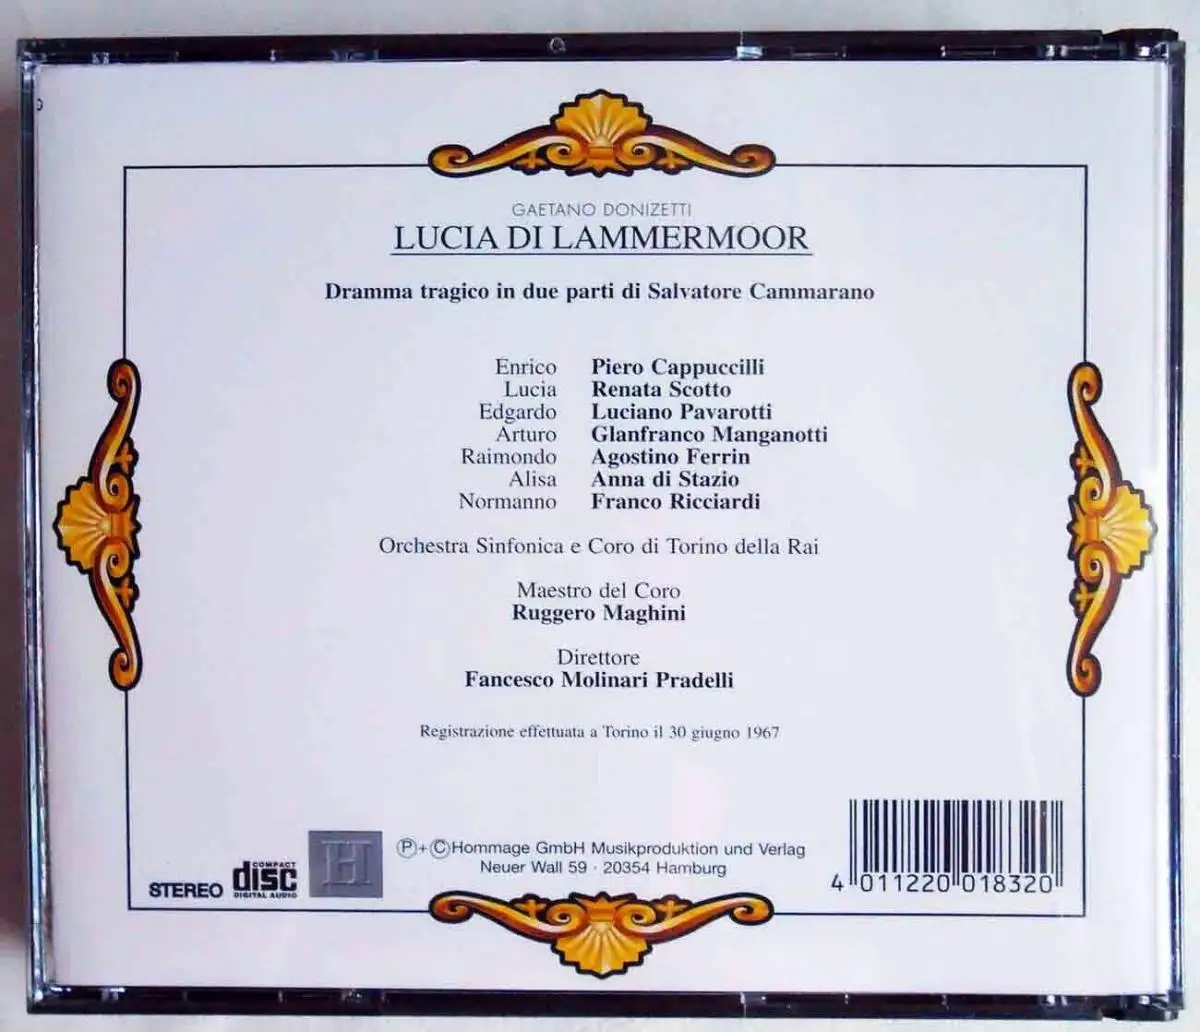 GAETANO DONIZETTI
LUCIA DI LAMMERMOOR
Dramma tragico in due parti di Salvatore Cammarano
Enrico Piero Cappuccilli
Lucia Renata Scotto
Edgardo Luciano Pavarotti
Arturo Glanfranco Manganotti
Raimondo Agostino Ferrin
Alisa Anna di Stazio
Normanno Franco Ricciardi
Orchestra Sinfonica e Coro di Torino della Rai
Maestro del Coro
Ruggero Maghini
Direttore
Fancesco Molinari Pradelli
Registrazione effettuata a Torino il 30 giugno 1967
STEREO
COMPACT
disc
DIGITAL AUDIO
H
Ⓟ+©Hommage GmbH Musikproduktion und Verlag
Neuer Wall 59 · 20354 Hamburg
4 011220 018320